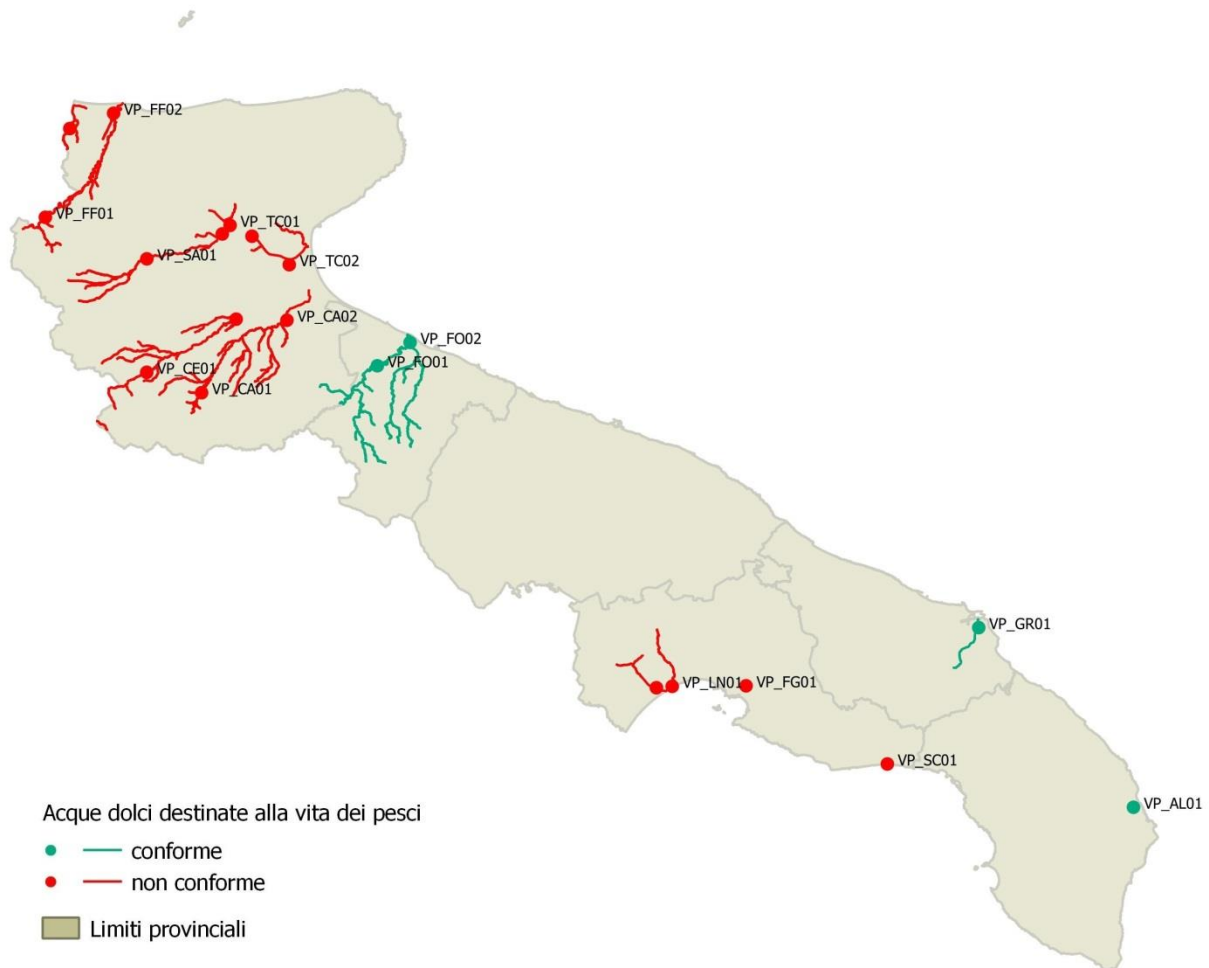 VP_FF02
VP_FF01
VP_TC01
VP_SA01
VP_TC02
VP_CA02
VP_FO02
VP_FO01
VP_CE01
VP_CA01
VP_GR01
VP_LN01
VP_FG01
VP_SC01
VP_AL01
Acque dolci destinate alla vita dei pesci
conforme
non conforme
Limiti provinciali